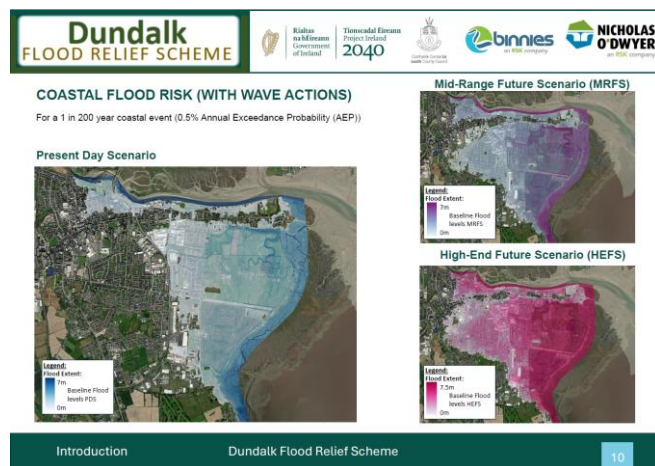 Dundalk
FLOOD RELIEF SCHEME
Rialtas
na hÉireann
Government
of Ireland
Tionscadal Éireann
Project Ireland
2040
binnies
an RSK company
NICHOLAS
O'DWYER
an RSK company
COASTAL FLOOD RISK (WITH WAVE ACTIONS)
For a 1 in 200 year coastal event (0.5% Annual Exceedance Probability (AEP))
Present Day Scenario
Legend:
Flood Extent:
7m
Baseline Flood
levels PDS
0m
Mid-Range Future Scenario (MRFS)
Legend:
Flood Extent:
7m
Baseline Flood
levels MRFS
0m
High-End Future Scenario (HEFS)
Legend:
Flood Extent:
7.5m
Baseline Flood
levels HEFS
0m
Introduction
Dundalk Flood Relief Scheme
10